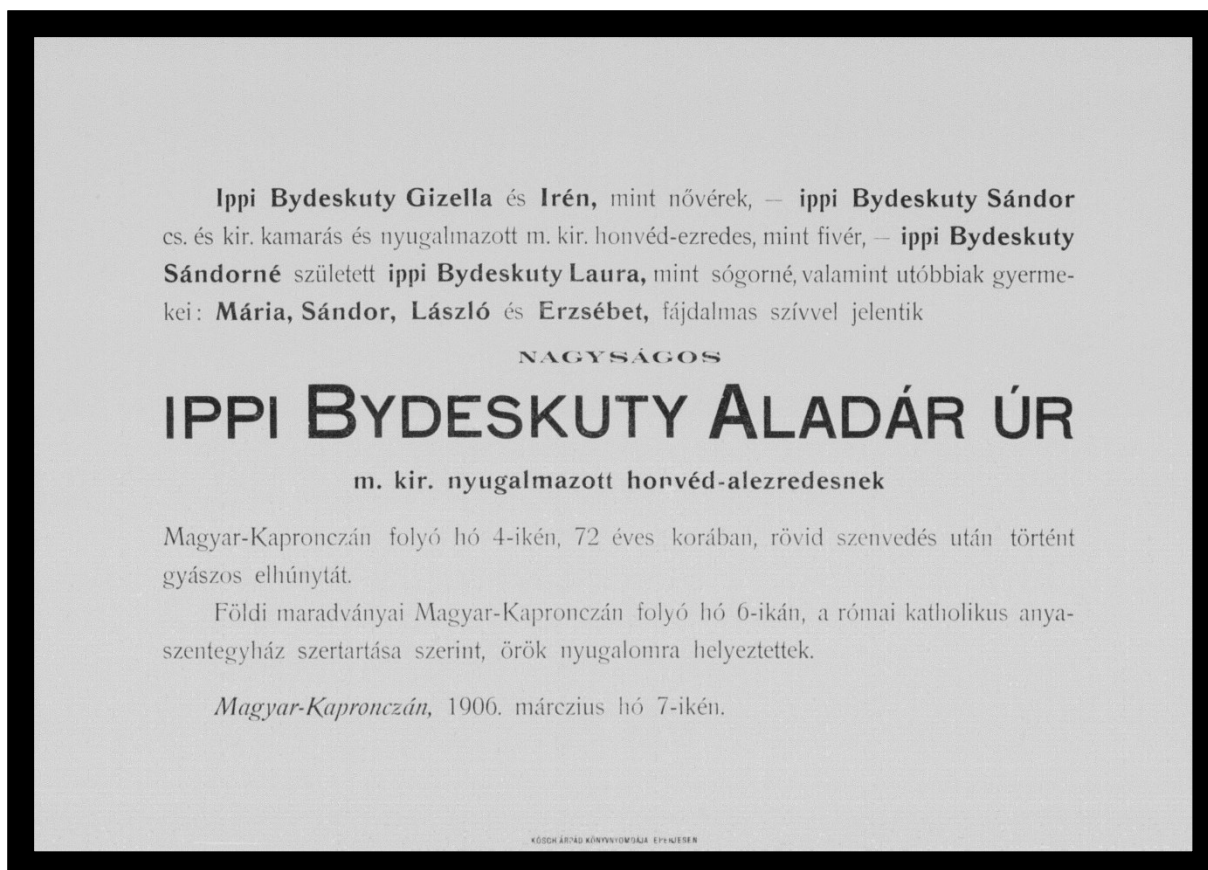 Ippi Bydeskuty Gizella és Irén, mint nővérek, — ippi Bydeskuty Sándor
cs. és kir. kamarás és nyugalmazott m. kir. honvéd-ezredes, mint fivér, — ippi Bydeskuty
Sándorné született ippi Bydeskuty Laura, mint sógorné, valamint utóbbiak gyerme-
kei: Mária, Sándor, László és Erzsébet, fájdalmas szívvel jelentik
NAGYSÁGOS
IPPI BYDESKUTY ALADÁR ÚR
m. kir. nyugalmazott honvéd-alezredesnek
Magyar-Kapronczán folyó hó 4-ikén, 72 éves korában, rövid szenvedés után történt
gyászos elhúnytát.
Földi maradványai Magyar-Kapronczán folyó hó 6-ikán, a római katholikus anya-
szentegyház szertartása szerint, örök nyugalomra helyeztettek.
Magyar-Kapronczán, 1906. márczius hó 7-ikén.
KÓSCH ÁRPÁD KÖNYVNYOMDÁJA EPERJESEN